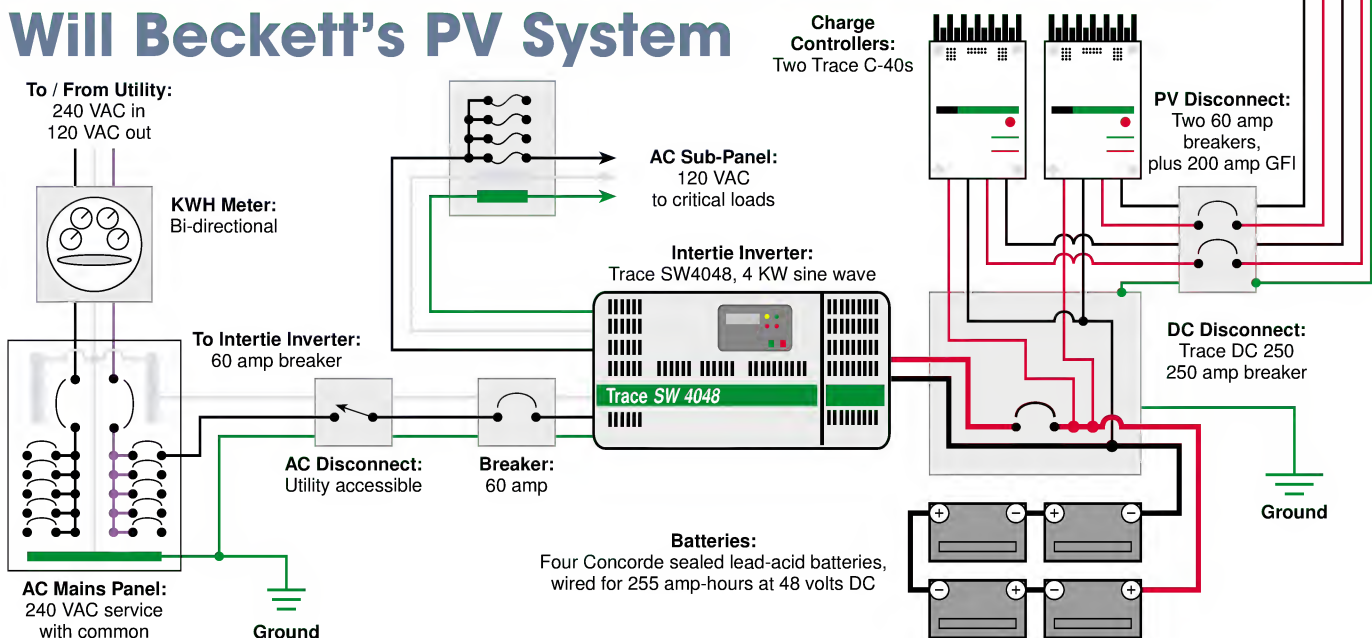 Will Beckett's PV System
To / From Utility:
240 VAC in
120 VAC out
KWH Meter:
Bi-directional
To Intertie Inverter:
60 amp breaker
AC Disconnect:
Utility accessible
Breaker:
60 amp
AC Mains Panel:
240 VAC service
with common
Ground
AC Sub-Panel:
120 VAC
to critical loads
Intertie Inverter:
Trace SW4048, 4 KW sine wave
Trace SW 4048
Charge
Controllers:
Two Trace C-40s
PV Disconnect:
Two 60 amp
breakers,
plus 200 amp GFI
DC Disconnect:
Trace DC 250
250 amp breaker
Ground
Batteries:
Four Concorde sealed lead-acid batteries,
wired for 255 amp-hours at 48 volts DC
+ − + −
− + − +